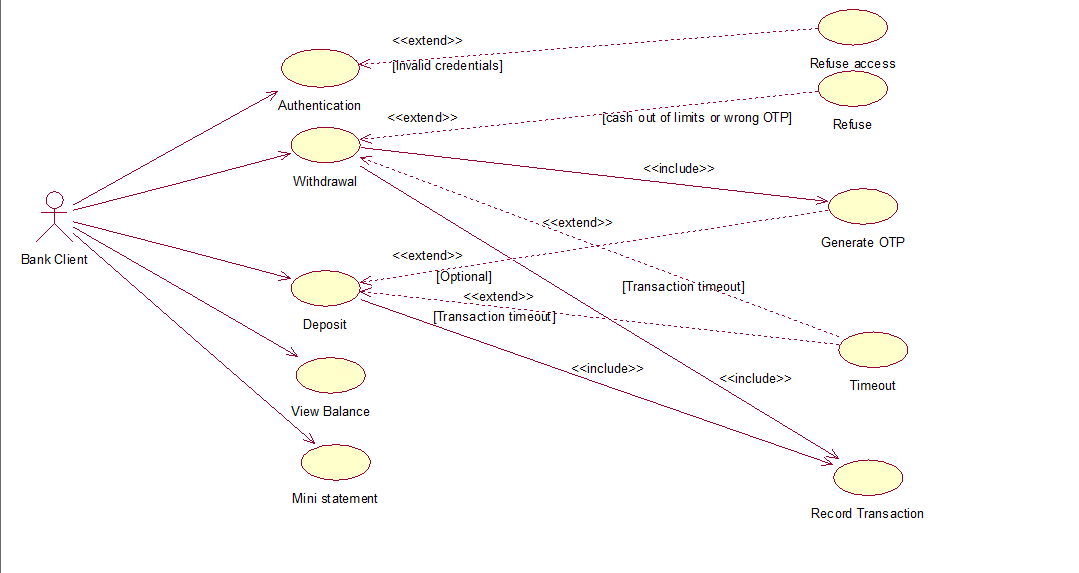 <<extend>>
[Invalid credentials]
Refuse access
Authentication
<<extend>>
[cash out of limits or wrong OTP]
Refuse
Withdrawal
<<include>>
<<extend>>
Generate OTP
Bank Client
<<extend>>
[Optional]
<<extend>>
[Transaction timeout]
[Transaction timeout]
Deposit
<<include>>
<<include>>
Timeout
View Balance
Mini statement
Record Transaction